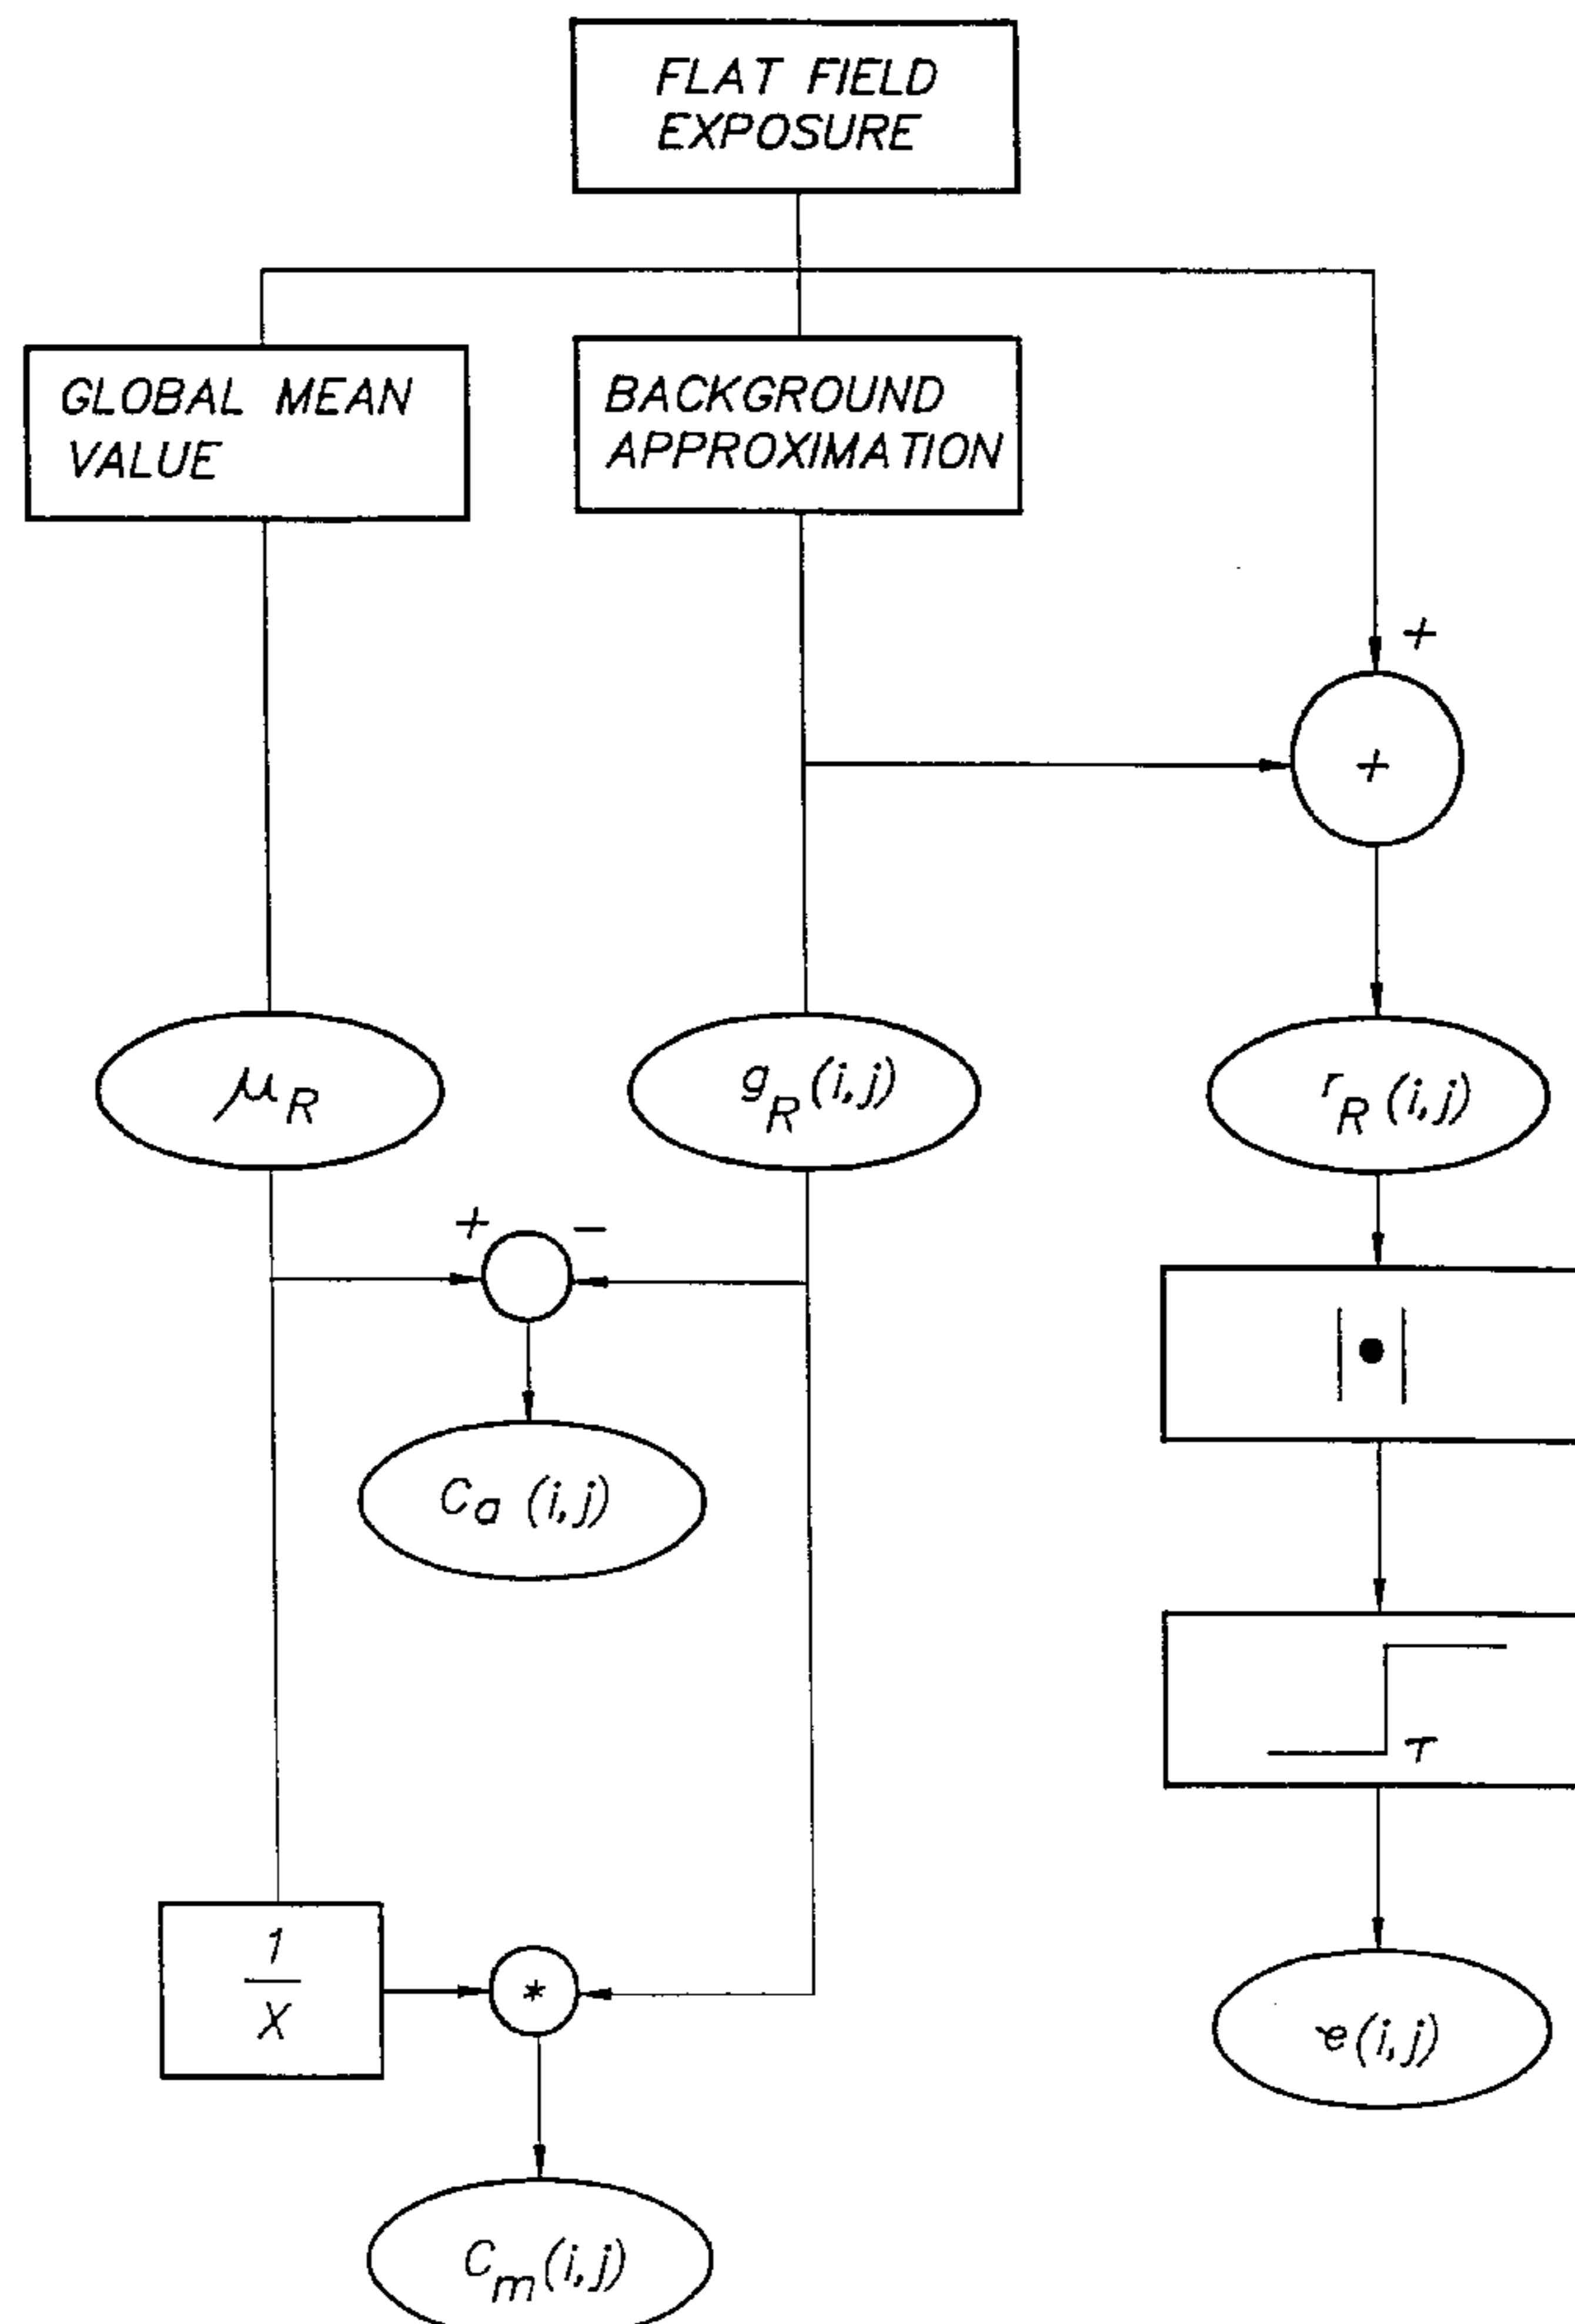 FLAT FIELD
EXPOSURE
GLOBAL MEAN
VALUE
BACKGROUND
APPROXIMATION
+
+
μR
gR(i,j)
rR(i,j)
+ −
|●|
Ca (i,j)
τ
1
X
*
e(i,j)
Cm(i,j)